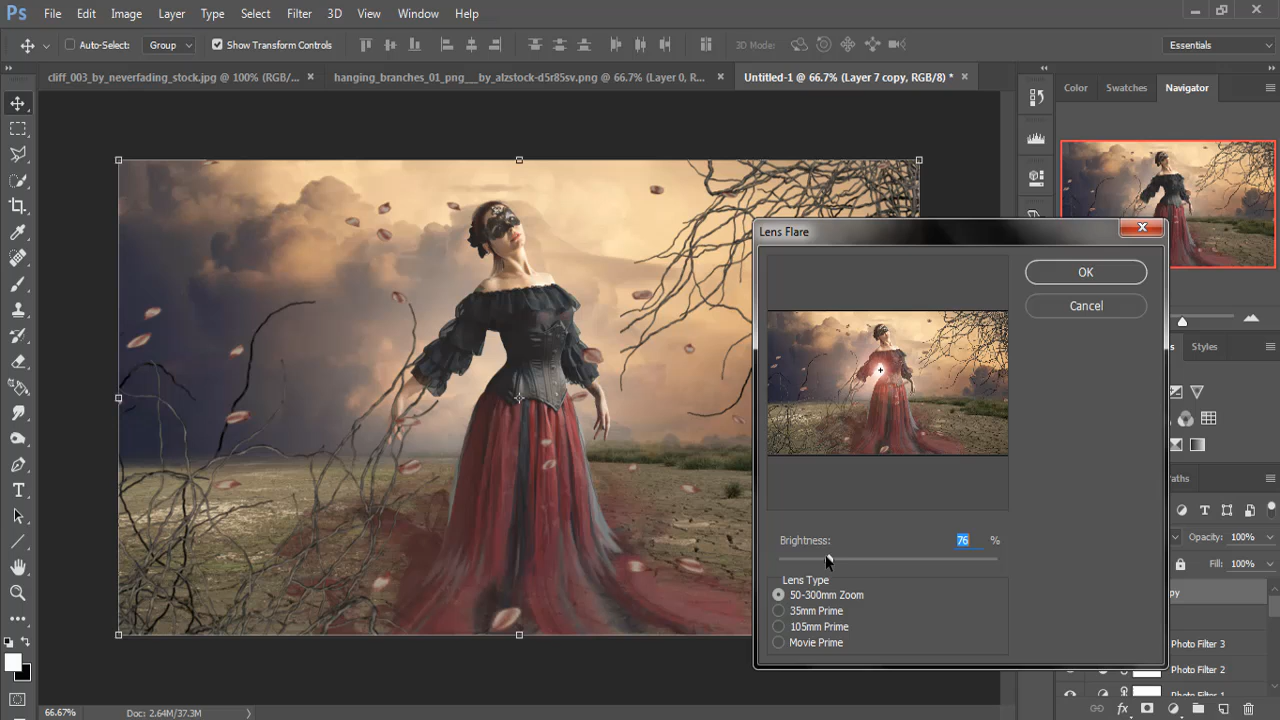 Ps File Edit Image Layer Type Select Filter 3D View Window Help
Auto-Select: Group Show Transform Controls 3D Mode: Essentials
cliff_003_by_neverfading_stock.jpg @ 100% (RGB/... hanging_branches_01_png___by_alzstock-d5r85sv.png @ 66.7% (Layer 0, R... Untitled-1 @ 66.7% (Layer 7 copy, RGB/8) *
Color Swatches Navigator
Lens Flare
OK
Cancel
Styles
Brightness: 76 %
Lens Type
50-300mm Zoom
35mm Prime
105mm Prime
Movie Prime
Opacity: 100%
Fill: 100%
Photo Filter 3
Photo Filter 2
Photo Filter 1
66.67% Doc: 2.64M/37.3M